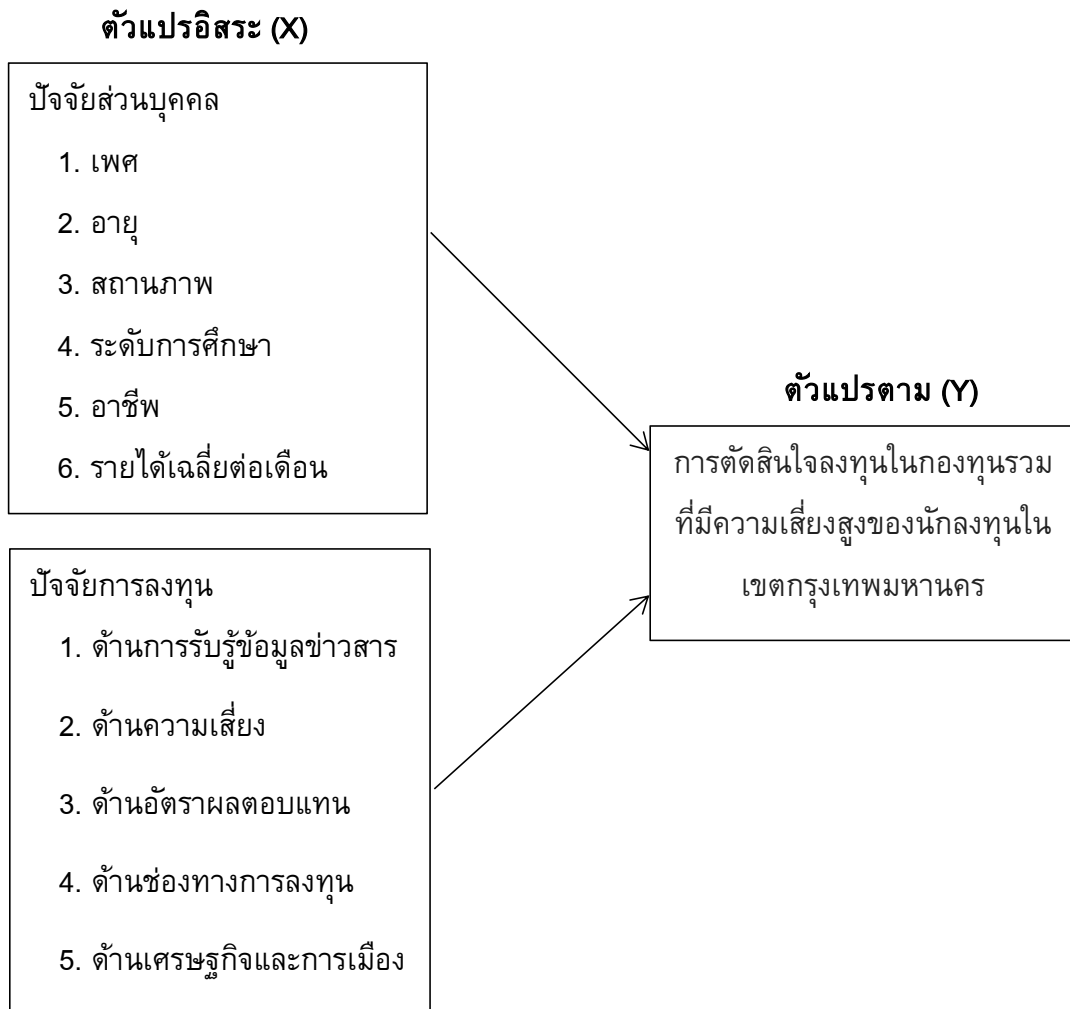 ตัวแปรอิสระ (X)
ปัจจัยส่วนบุคคล
1. เพศ
2. อายุ
3. สถานภาพ
4. ระดับการศึกษา
5. อาชีพ
6. รายได้เฉลี่ยต่อเดือน
ปัจจัยการลงทุน
1. ด้านการรับรู้ข้อมูลข่าวสาร
2. ด้านความเสี่ยง
3. ด้านอัตราผลตอบแทน
4. ด้านช่องทางการลงทุน
5. ด้านเศรษฐกิจและการเมือง
ตัวแปรตาม (Y)
การตัดสินใจลงทุนในกองทุนรวม
ที่มีความเสี่ยงสูงของนักลงทุนใน
เขตกรุงเทพมหานคร